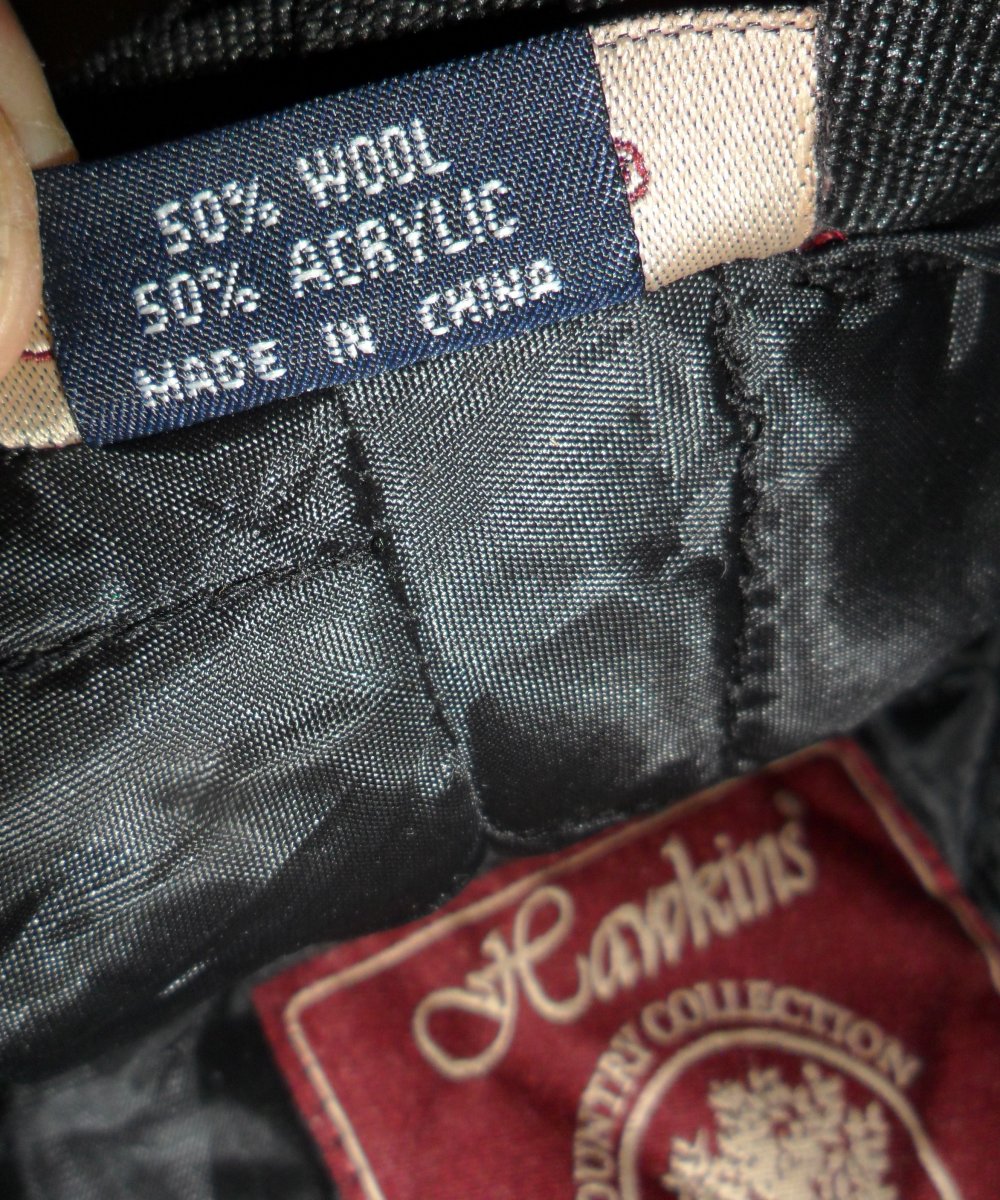 50% WOOL
50% ACRYLIC
MADE IN CHINA
Hawkins®
COUNTRY COLLECTION